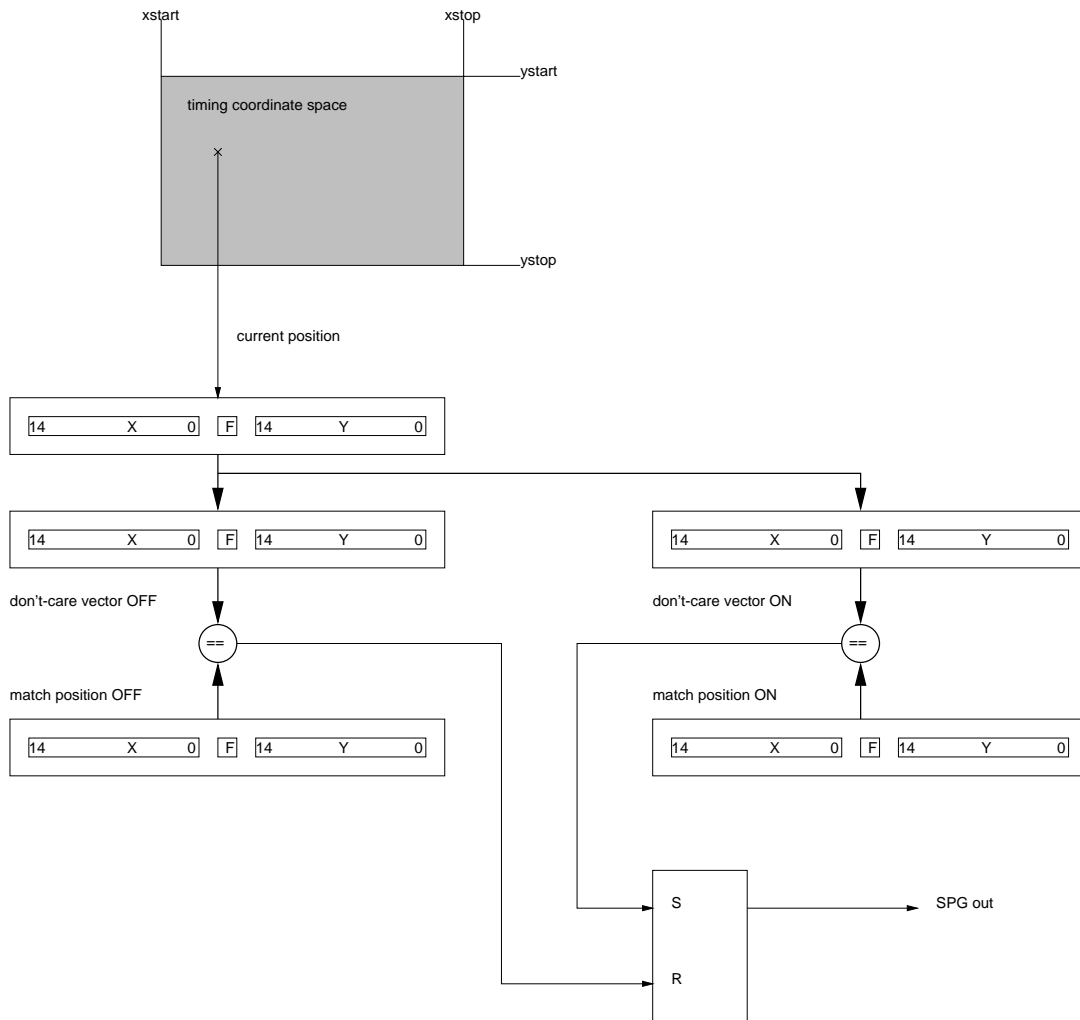 xstart xstop
ystart
timing coordinate space
ystop
current position
14 X 0 F 14 Y 0
14 X 0 F 14 Y 0 14 X 0 F 14 Y 0
don't-care vector OFF don't-care vector ON
== ==
match position OFF match position ON
14 X 0 F 14 Y 0 14 X 0 F 14 Y 0
S SPG out
R